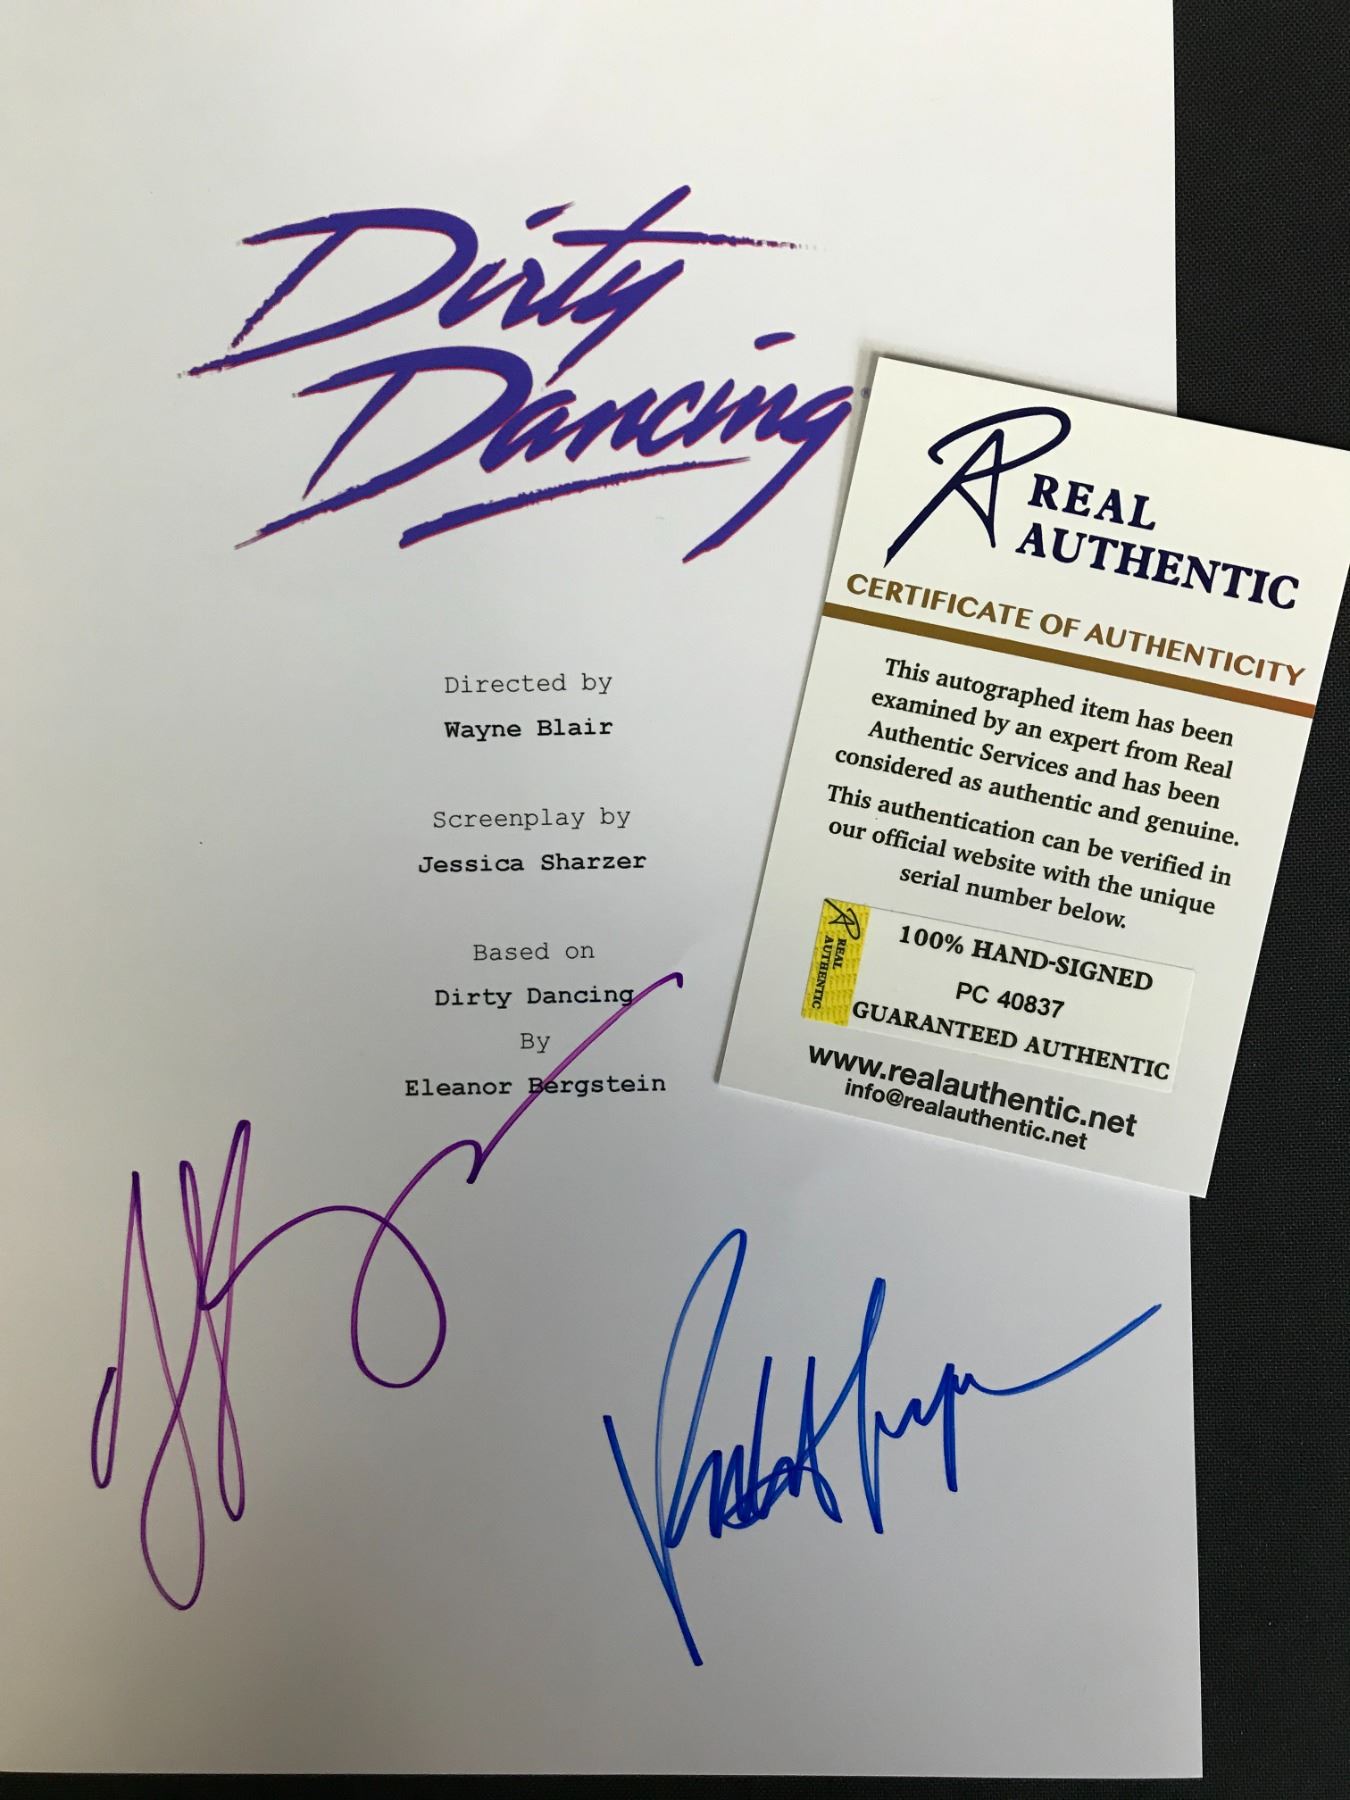 Dirty
Dancing
Directed by
Wayne Blair
Screenplay by
Jessica Sharzer
Based on
Dirty Dancing
By
Eleanor Bergstein
REAL
AUTHENTIC
CERTIFICATE OF AUTHENTICITY
This autographed item has been
examined by an expert from Real
Authentic Services and has been
considered as authentic and genuine.
This authentication can be verified in
our official website with the unique
serial number below.
REAL
AUTHENTIC
100% HAND-SIGNED
PC 40837
GUARANTEED AUTHENTIC
www.realauthentic.net
info@realauthentic.net